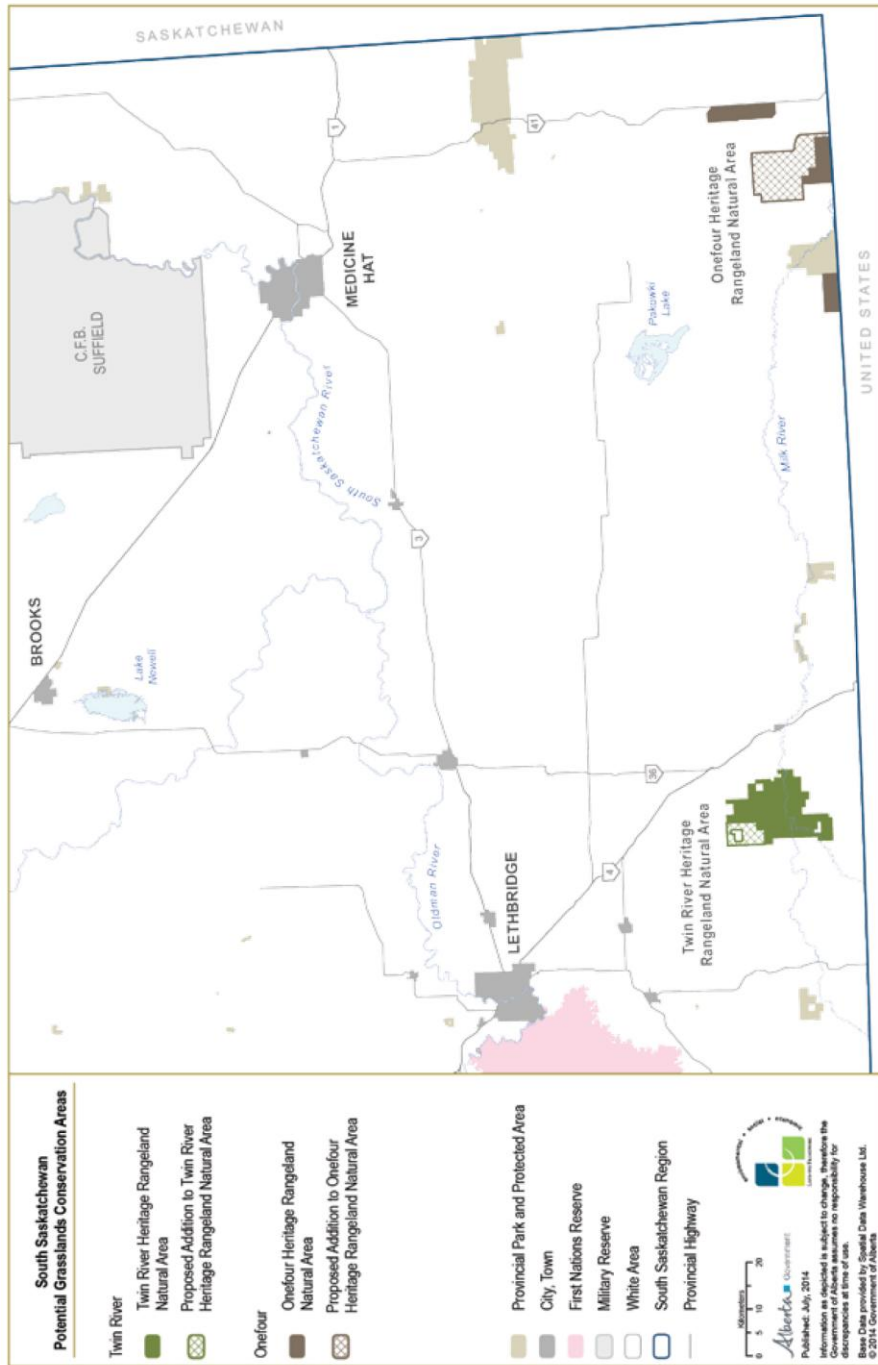 South Saskatchewan
Potential Grasslands Conservation Areas
Twin River
Twin River Heritage Rangeland
Natural Area
Proposed Addition to Twin River
Heritage Rangeland Natural Area
Onefour
Onefour Heritage Rangeland
Natural Area
Proposed Addition to Onefour
Heritage Rangeland Natural Area
Provincial Park and Protected Area
City, Town
First Nations Reserve
Military Reserve
White Area
South Saskatchewan Region
Provincial Highway
Kilometers
0 5 10 20
Alberta Government
Published: July, 2014
Information as depicted is subject to change, therefore the
Government of Alberta assumes no responsibility for
discrepancies at time of use.
Base Data provided by Spatial Data Warehouse Ltd.
© 2014 Government of Alberta
SASKATCHEWAN
C.F.B.
SUFFIELD
BROOKS
Lake
Newell
MEDICINE
HAT
1
41
South Saskatchewan River
South Saskatchewan River
3
Oldman River
LETHBRIDGE
36
4
Pakowki
Lake
Onefour Heritage
Rangeland Natural Area
Milk River
Twin River Heritage
Rangeland Natural Area
UNITED STATES